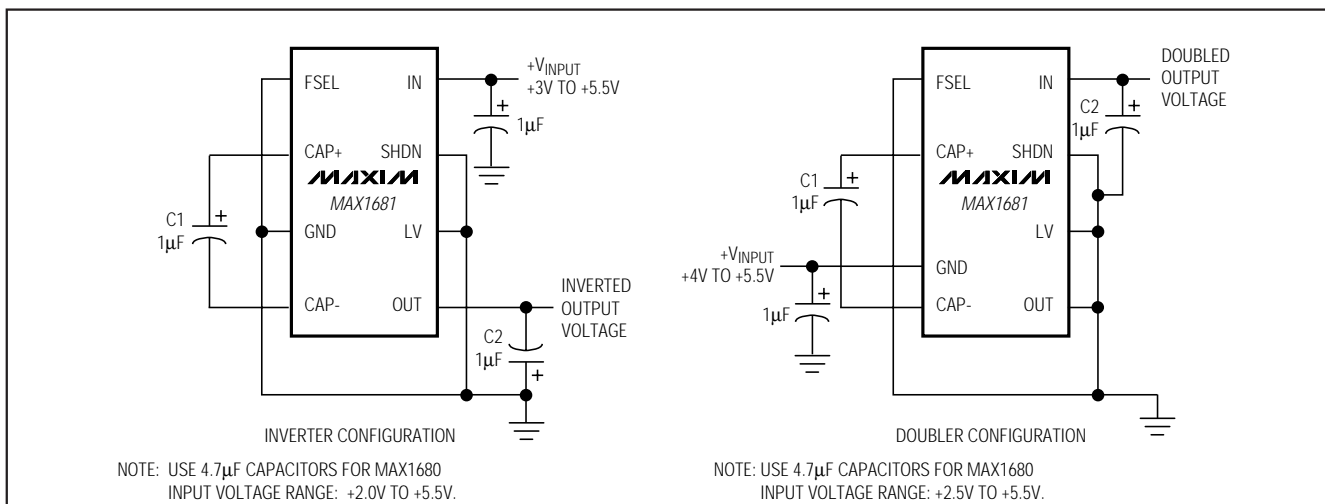 FSEL IN
+VINPUT
+3V TO +5.5V
+
1μF
CAP+ SHDN
MAXIM
MAX1681
C1 +
1μF
GND LV
CAP- OUT
INVERTED
OUTPUT
VOLTAGE
C2
1μF
+
INVERTER CONFIGURATION
NOTE: USE 4.7μF CAPACITORS FOR MAX1680
INPUT VOLTAGE RANGE: +2.0V TO +5.5V.
FSEL IN
DOUBLED
OUTPUT
VOLTAGE
C2 +
1μF
CAP+ SHDN
MAXIM
MAX1681
C1 +
1μF
LV
+VINPUT
+4V TO +5.5V
GND
+
1μF
CAP- OUT
DOUBLER CONFIGURATION
NOTE: USE 4.7μF CAPACITORS FOR MAX1680
INPUT VOLTAGE RANGE: +2.5V TO +5.5V.